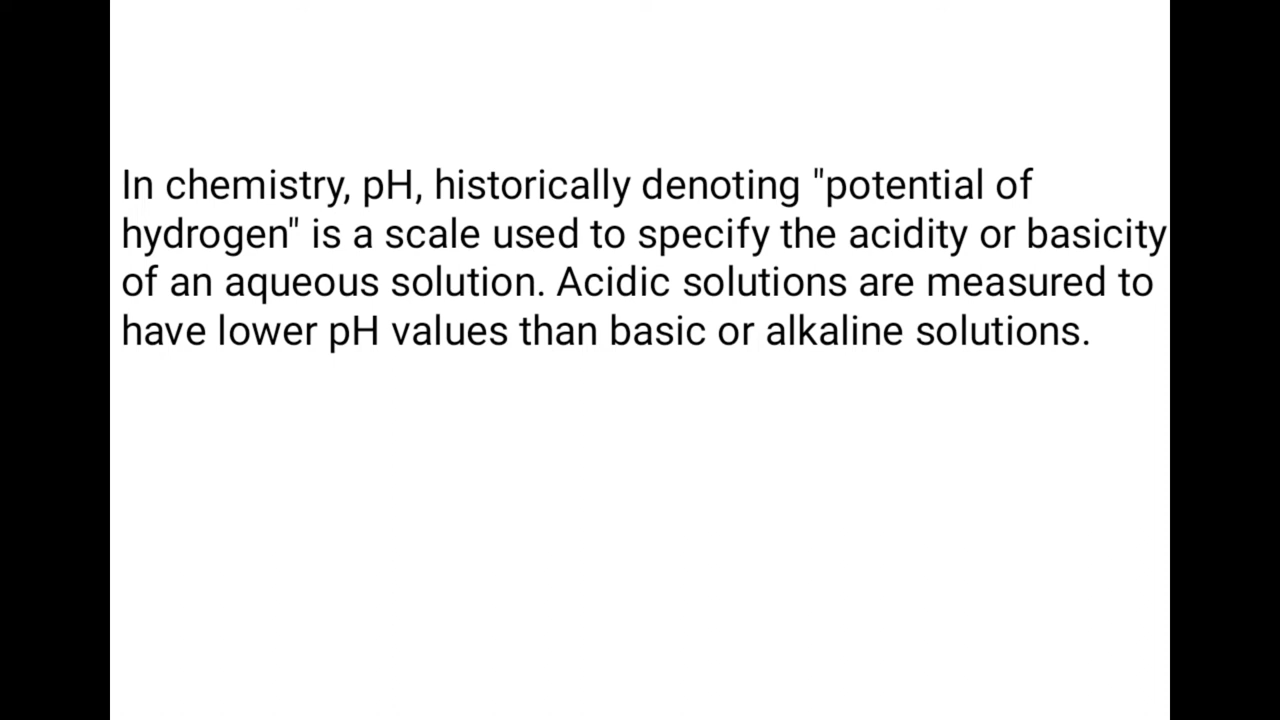 In chemistry, pH, historically denoting "potential of
hydrogen" is a scale used to specify the acidity or basicity
of an aqueous solution. Acidic solutions are measured to
have lower pH values than basic or alkaline solutions.